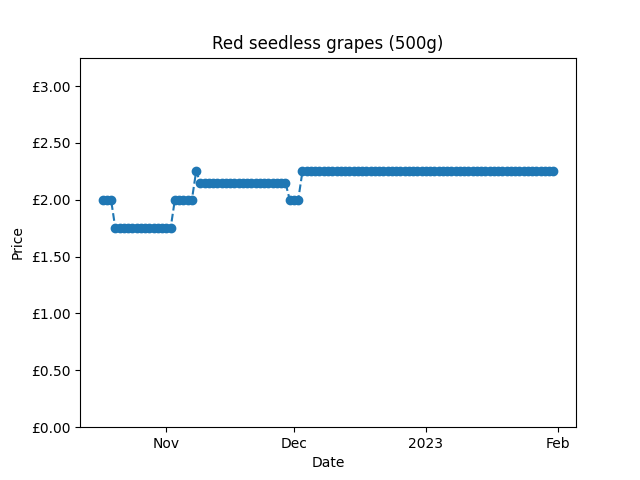 Red seedless grapes (500g)
£3.00
£2.50
£2.00
£1.50
£1.00
£0.50
£0.00
Price
Nov
Dec
2023
Feb
Date